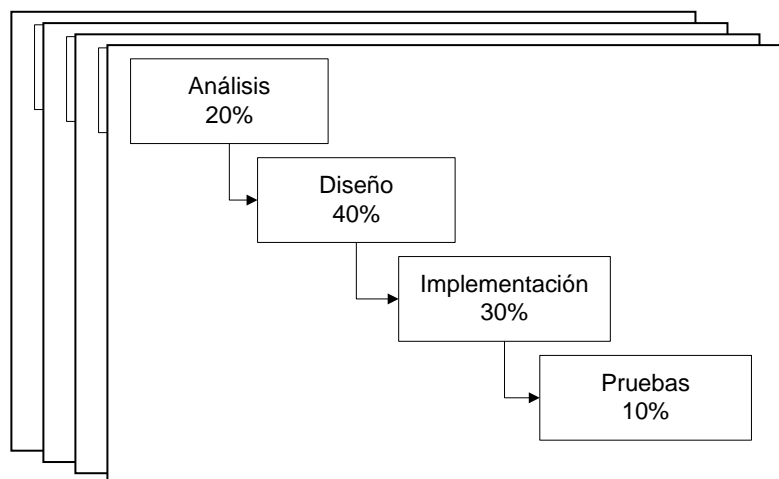 Análisis
20%
Diseño
40%
Implementación
30%
Pruebas
10%